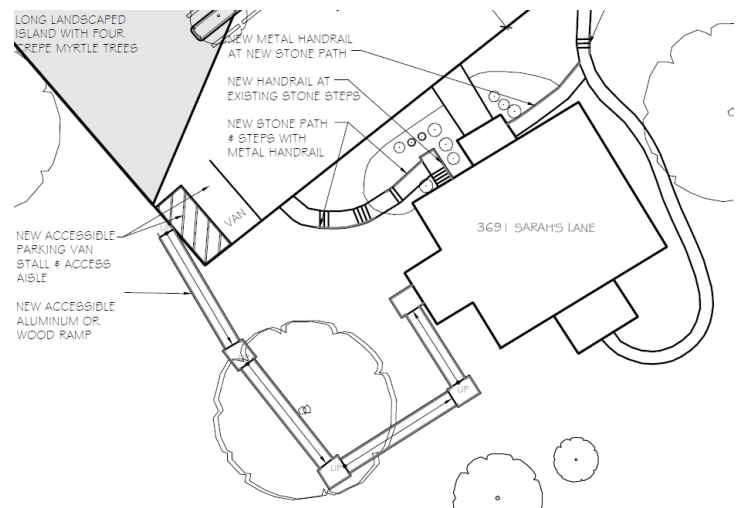 LONG LANDSCAPED
ISLAND WITH FOUR
CREPE MYRTLE TREES
NEW METAL HANDRAIL
AT NEW STONE PATH
NEW HANDRAIL AT
EXISTING STONE STEPS
NEW STONE PATH
& STEPS WITH
METAL HANDRAIL
VAN
3691 SARAH'S LANE
NEW ACCESSIBLE
PARKING VAN
STALL & ACCESS
AISLE
UP
NEW ACCESSIBLE
ALUMINUM OR
WOOD RAMP
UP
UP